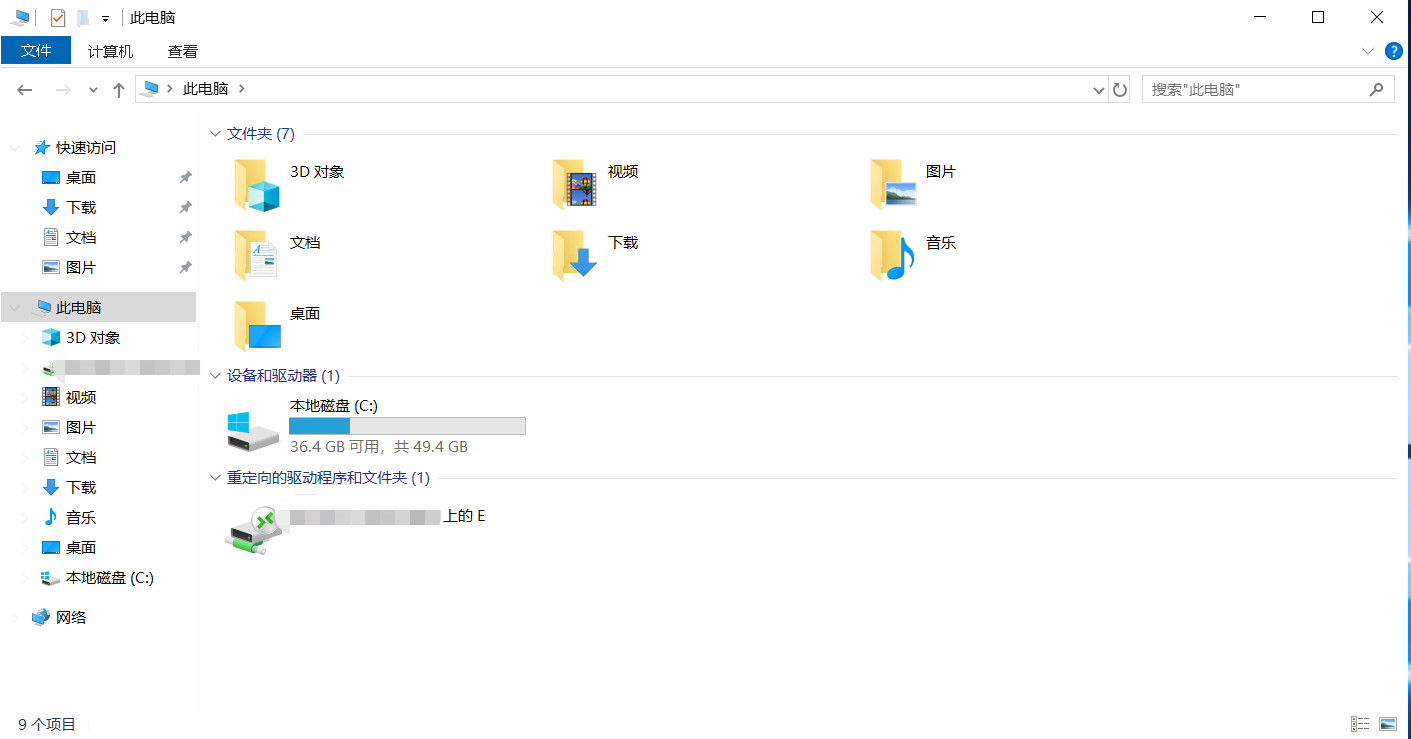 此电脑
文件 计算机 查看
此电脑 搜索"此电脑"
快速访问
桌面
下载
文档
图片
此电脑
3D 对象
视频
图片
文档
下载
音乐
桌面
本地磁盘 (C:)
网络
文件夹 (7)
3D 对象 视频 图片
文档 下载 音乐
桌面
设备和驱动器 (1)
本地磁盘 (C:)
36.4 GB 可用，共 49.4 GB
重定向的驱动程序和文件夹 (1)
上的 E
9 个项目